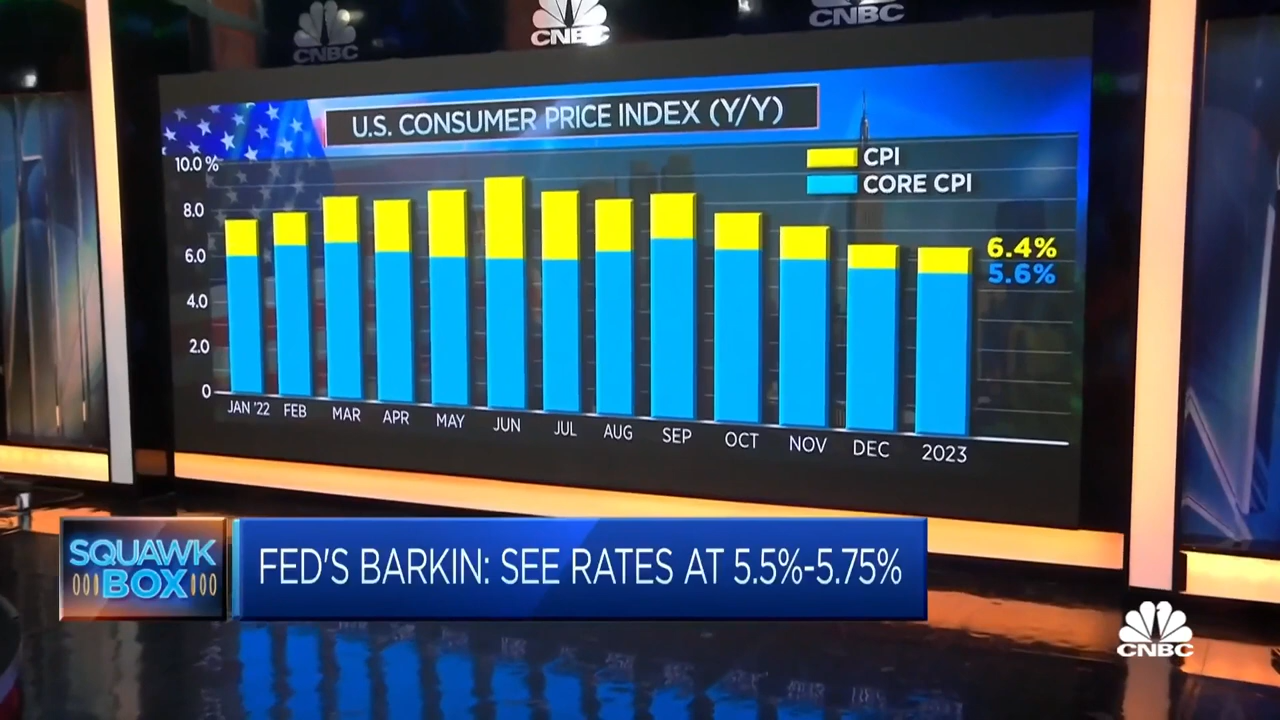 CNBC
CNBC
CNBC
U.S. CONSUMER PRICE INDEX (Y/Y)
CPI
CORE CPI
10.0 %
8.0
6.0
4.0
2.0
0
6.4%
5.6%
JAN '22 FEB MAR APR MAY JUN JUL AUG SEP OCT NOV DEC 2023
SQUAWK
BOX
FED'S BARKIN: SEE RATES AT 5.5%-5.75%
CNBC